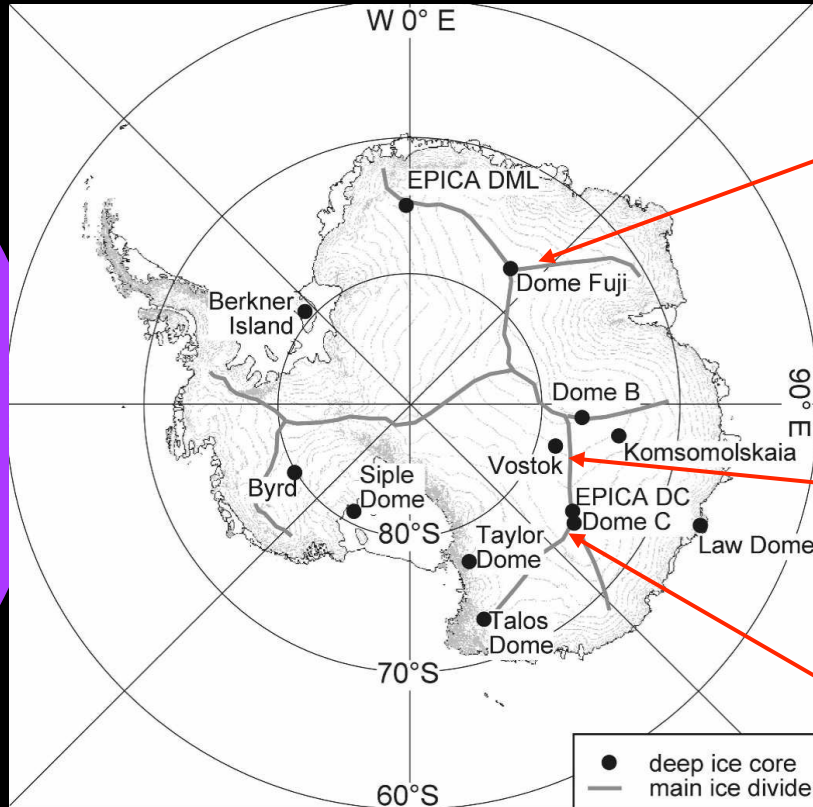 W 0° E
EPICA DML
Dome Fuji
Berkner
Island
Dome B
90°
E
Vostok
Komsomolskaia
Byrd
Siple
Dome
EPICA DC
Dome C
Law Dome
80°S
Taylor
Dome
Talos
Dome
70°S
deep ice core
main ice divide
60°S